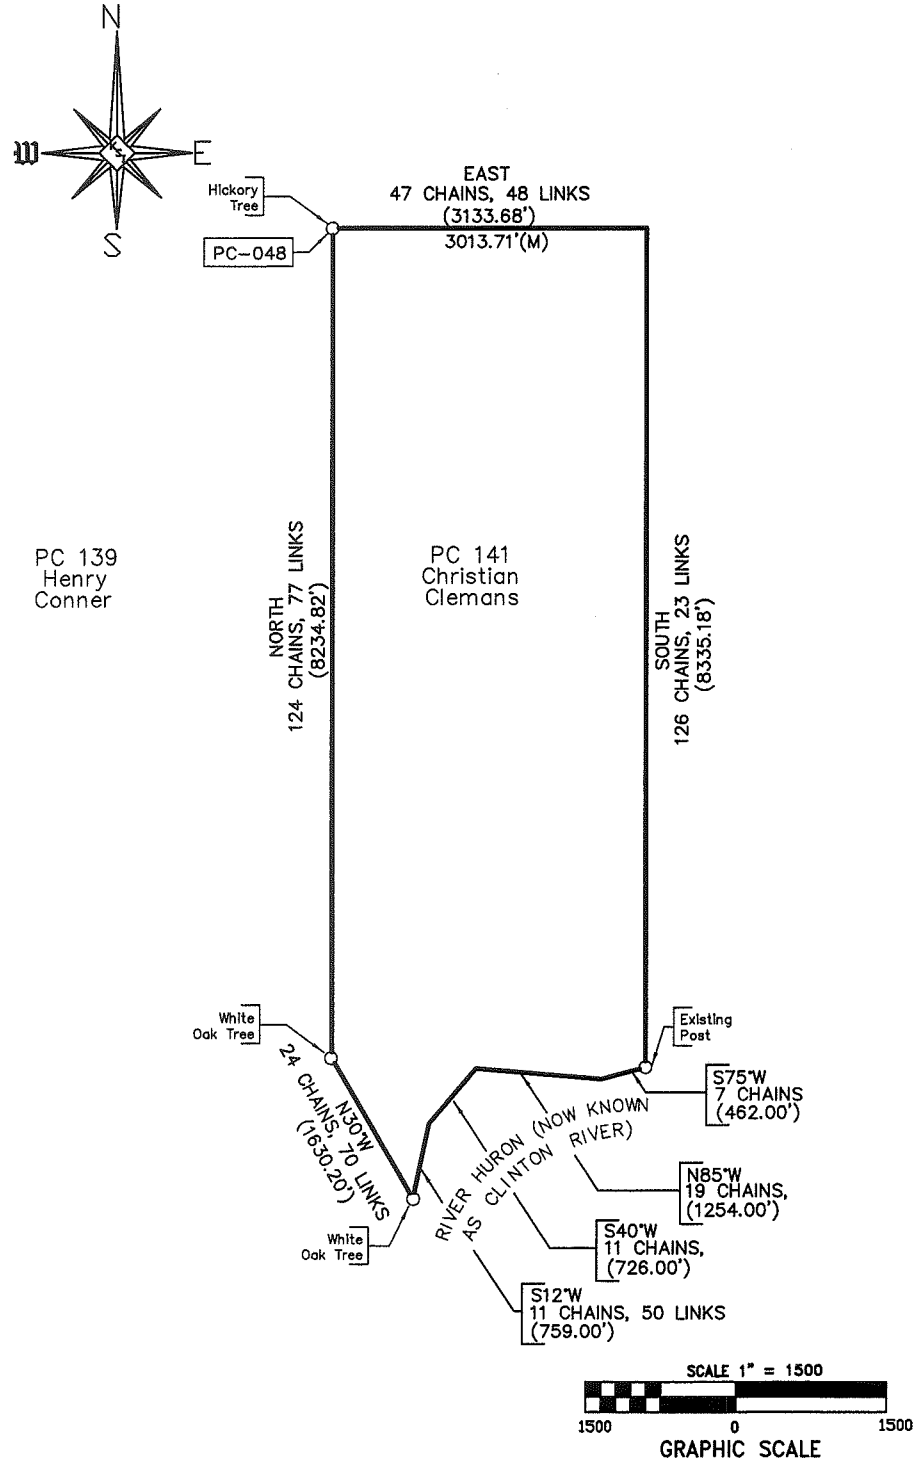 N
W
E
S
Hickory
Tree
PC-048
EAST
47 CHAINS, 48 LINKS
(3133.68')
3013.71'(M)
PC 139
Henry
Conner
NORTH
124 CHAINS, 77 LINKS
(8234.82')
PC 141
Christian
Clemans
SOUTH
126 CHAINS, 23 LINKS
(8335.18')
White
Oak Tree
Existing
Post
N30°W
24 CHAINS, 70 LINKS
(1630.20')
S75°W
7 CHAINS
(462.00')
RIVER HURON (NOW KNOWN
AS CLINTON RIVER)
N85°W
19 CHAINS,
(1254.00')
White
Oak Tree
S40°W
11 CHAINS,
(726.00')
S12°W
11 CHAINS, 50 LINKS
(759.00')
SCALE 1" = 1500
1500 0 1500
GRAPHIC SCALE